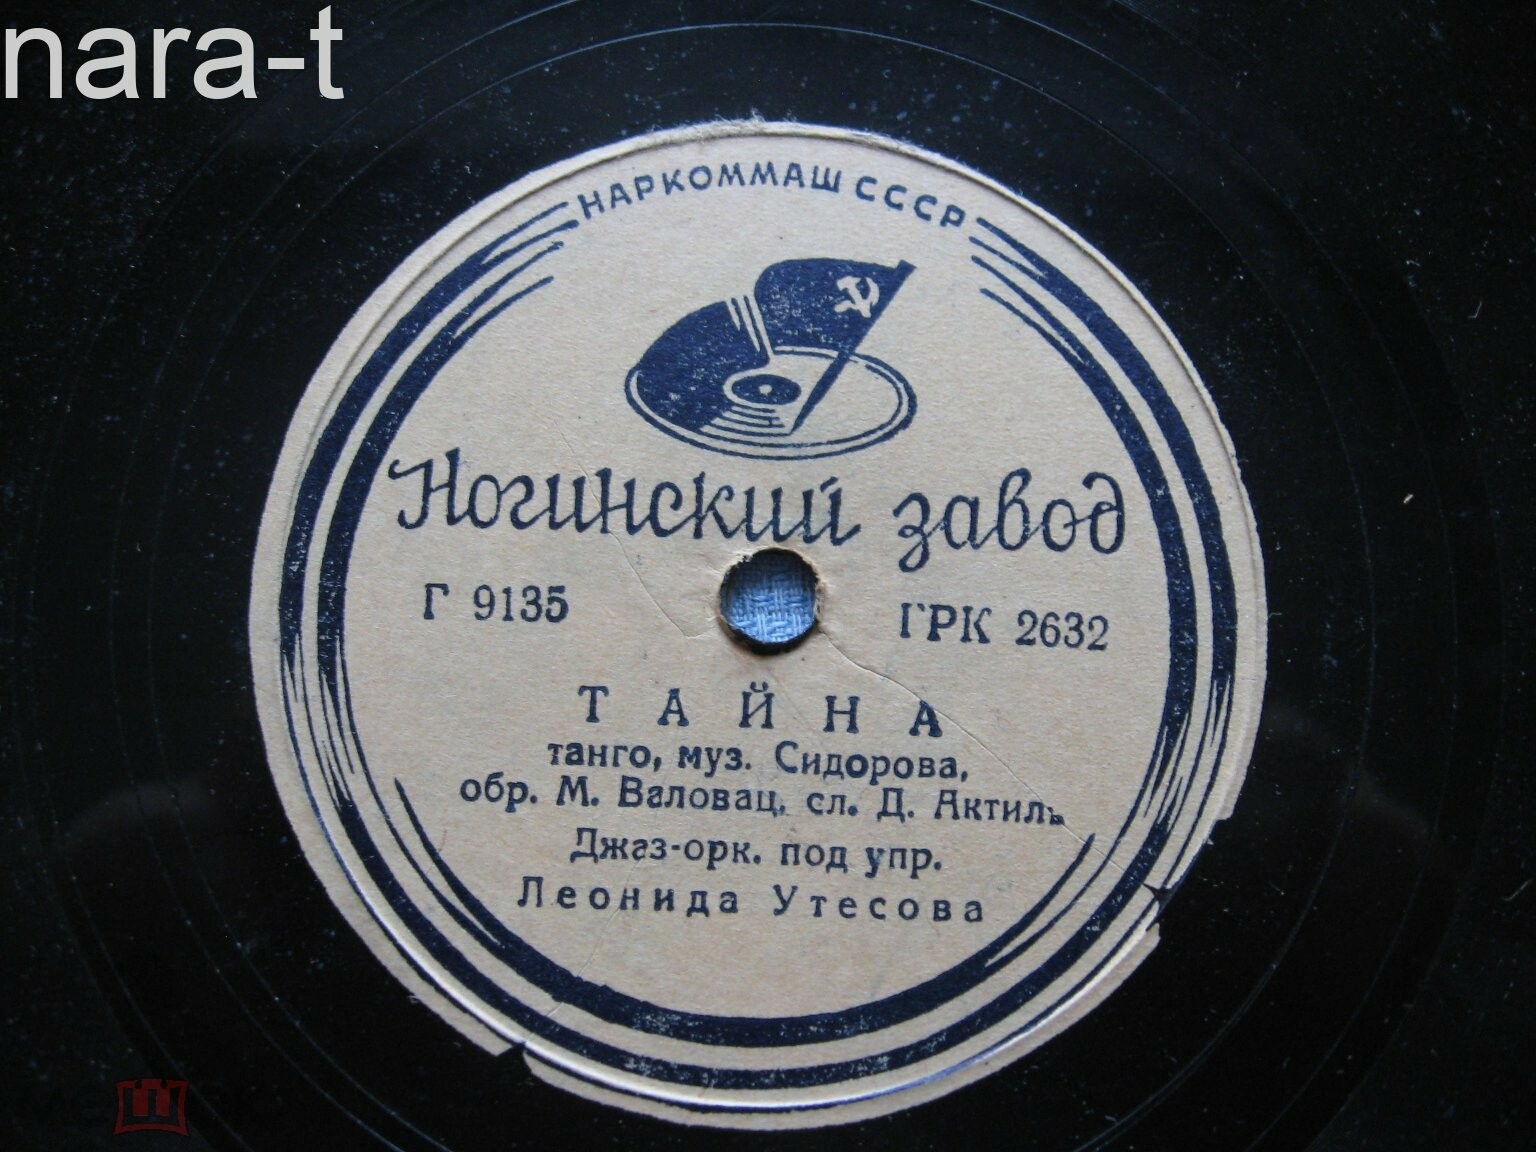 nara-t
НАРКОММАШ СССР
Ногинский завод
Г 9135 ГРК 2632
ТАЙНА
танго, муз. Сидорова,
обр. М. Валовац, сл. Д. Актиль
Джаз-орк. под упр.
Леонида Утесова
мешок